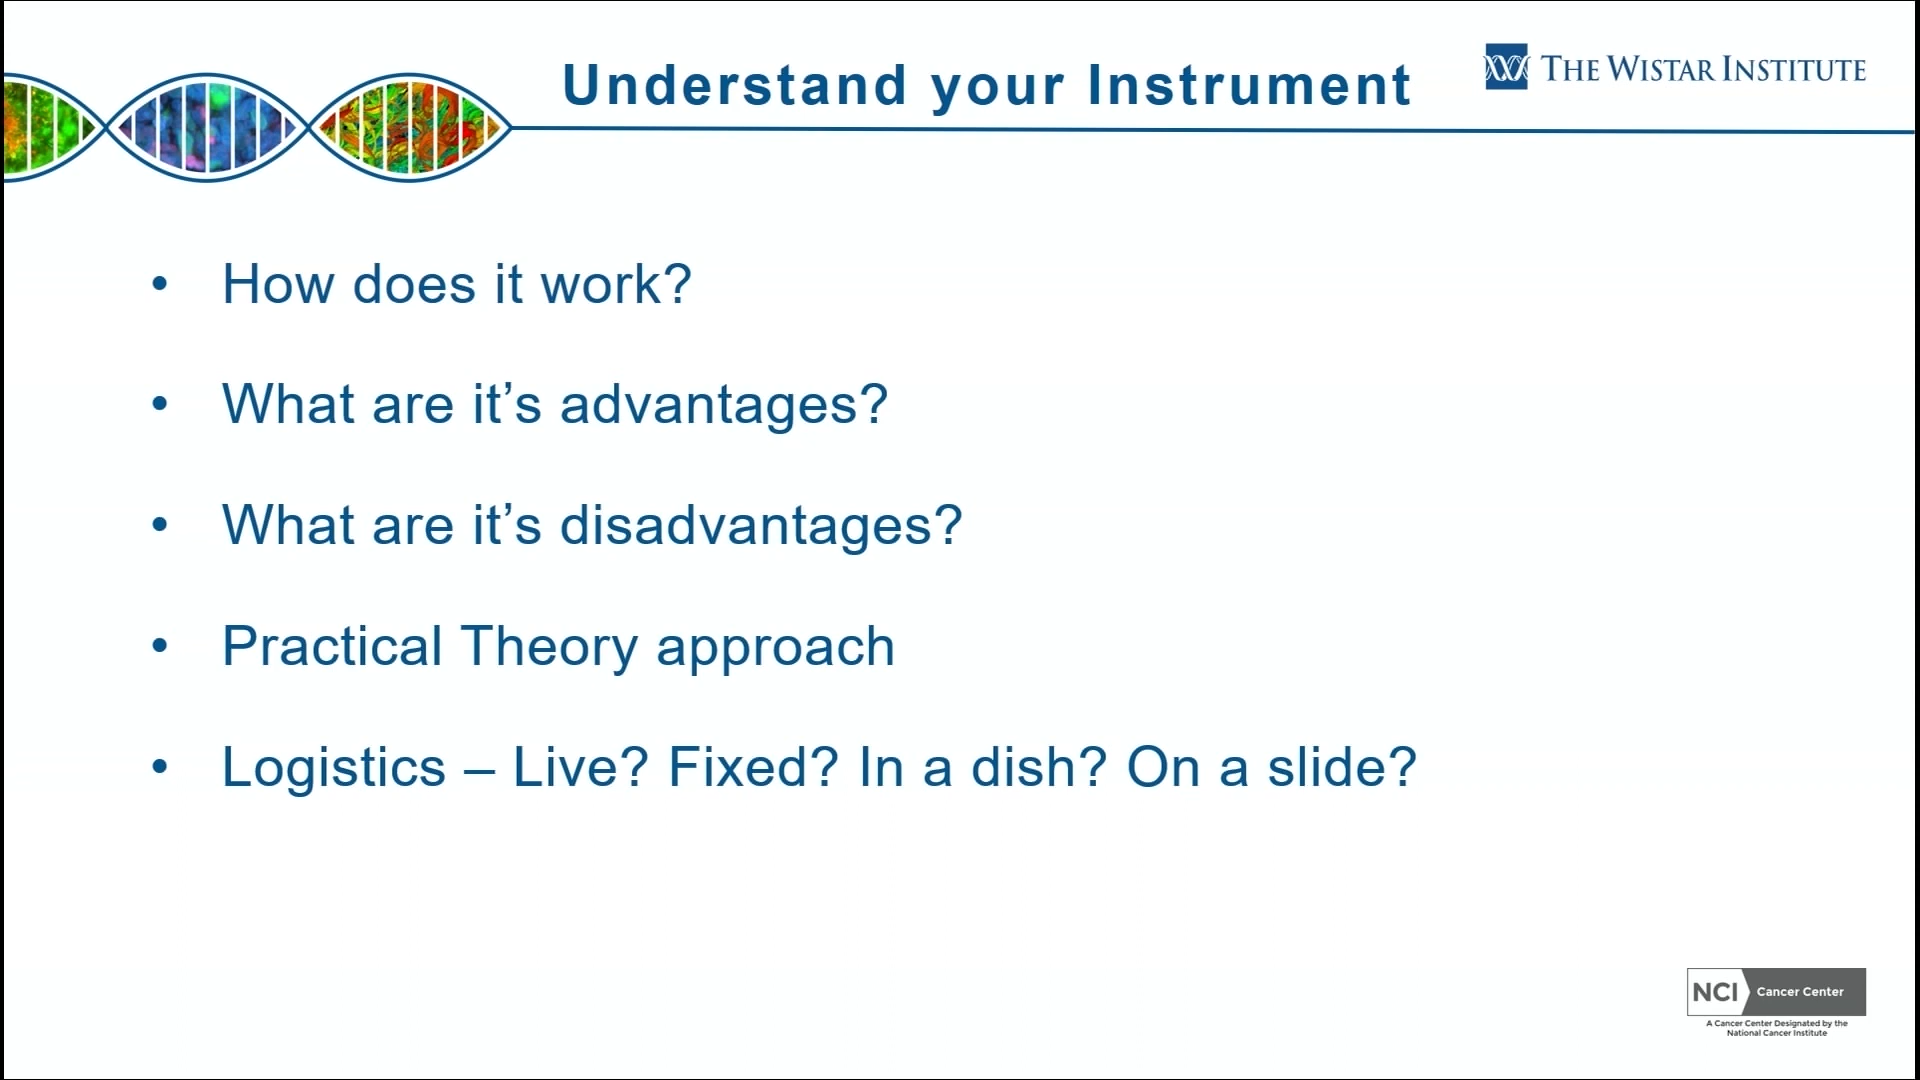 Understand your Instrument
THE WISTAR INSTITUTE
• How does it work?
• What are it’s advantages?
• What are it’s disadvantages?
• Practical Theory approach
• Logistics – Live? Fixed? In a dish? On a slide?
NCI Cancer Center
A Cancer Center Designated by the
National Cancer Institute